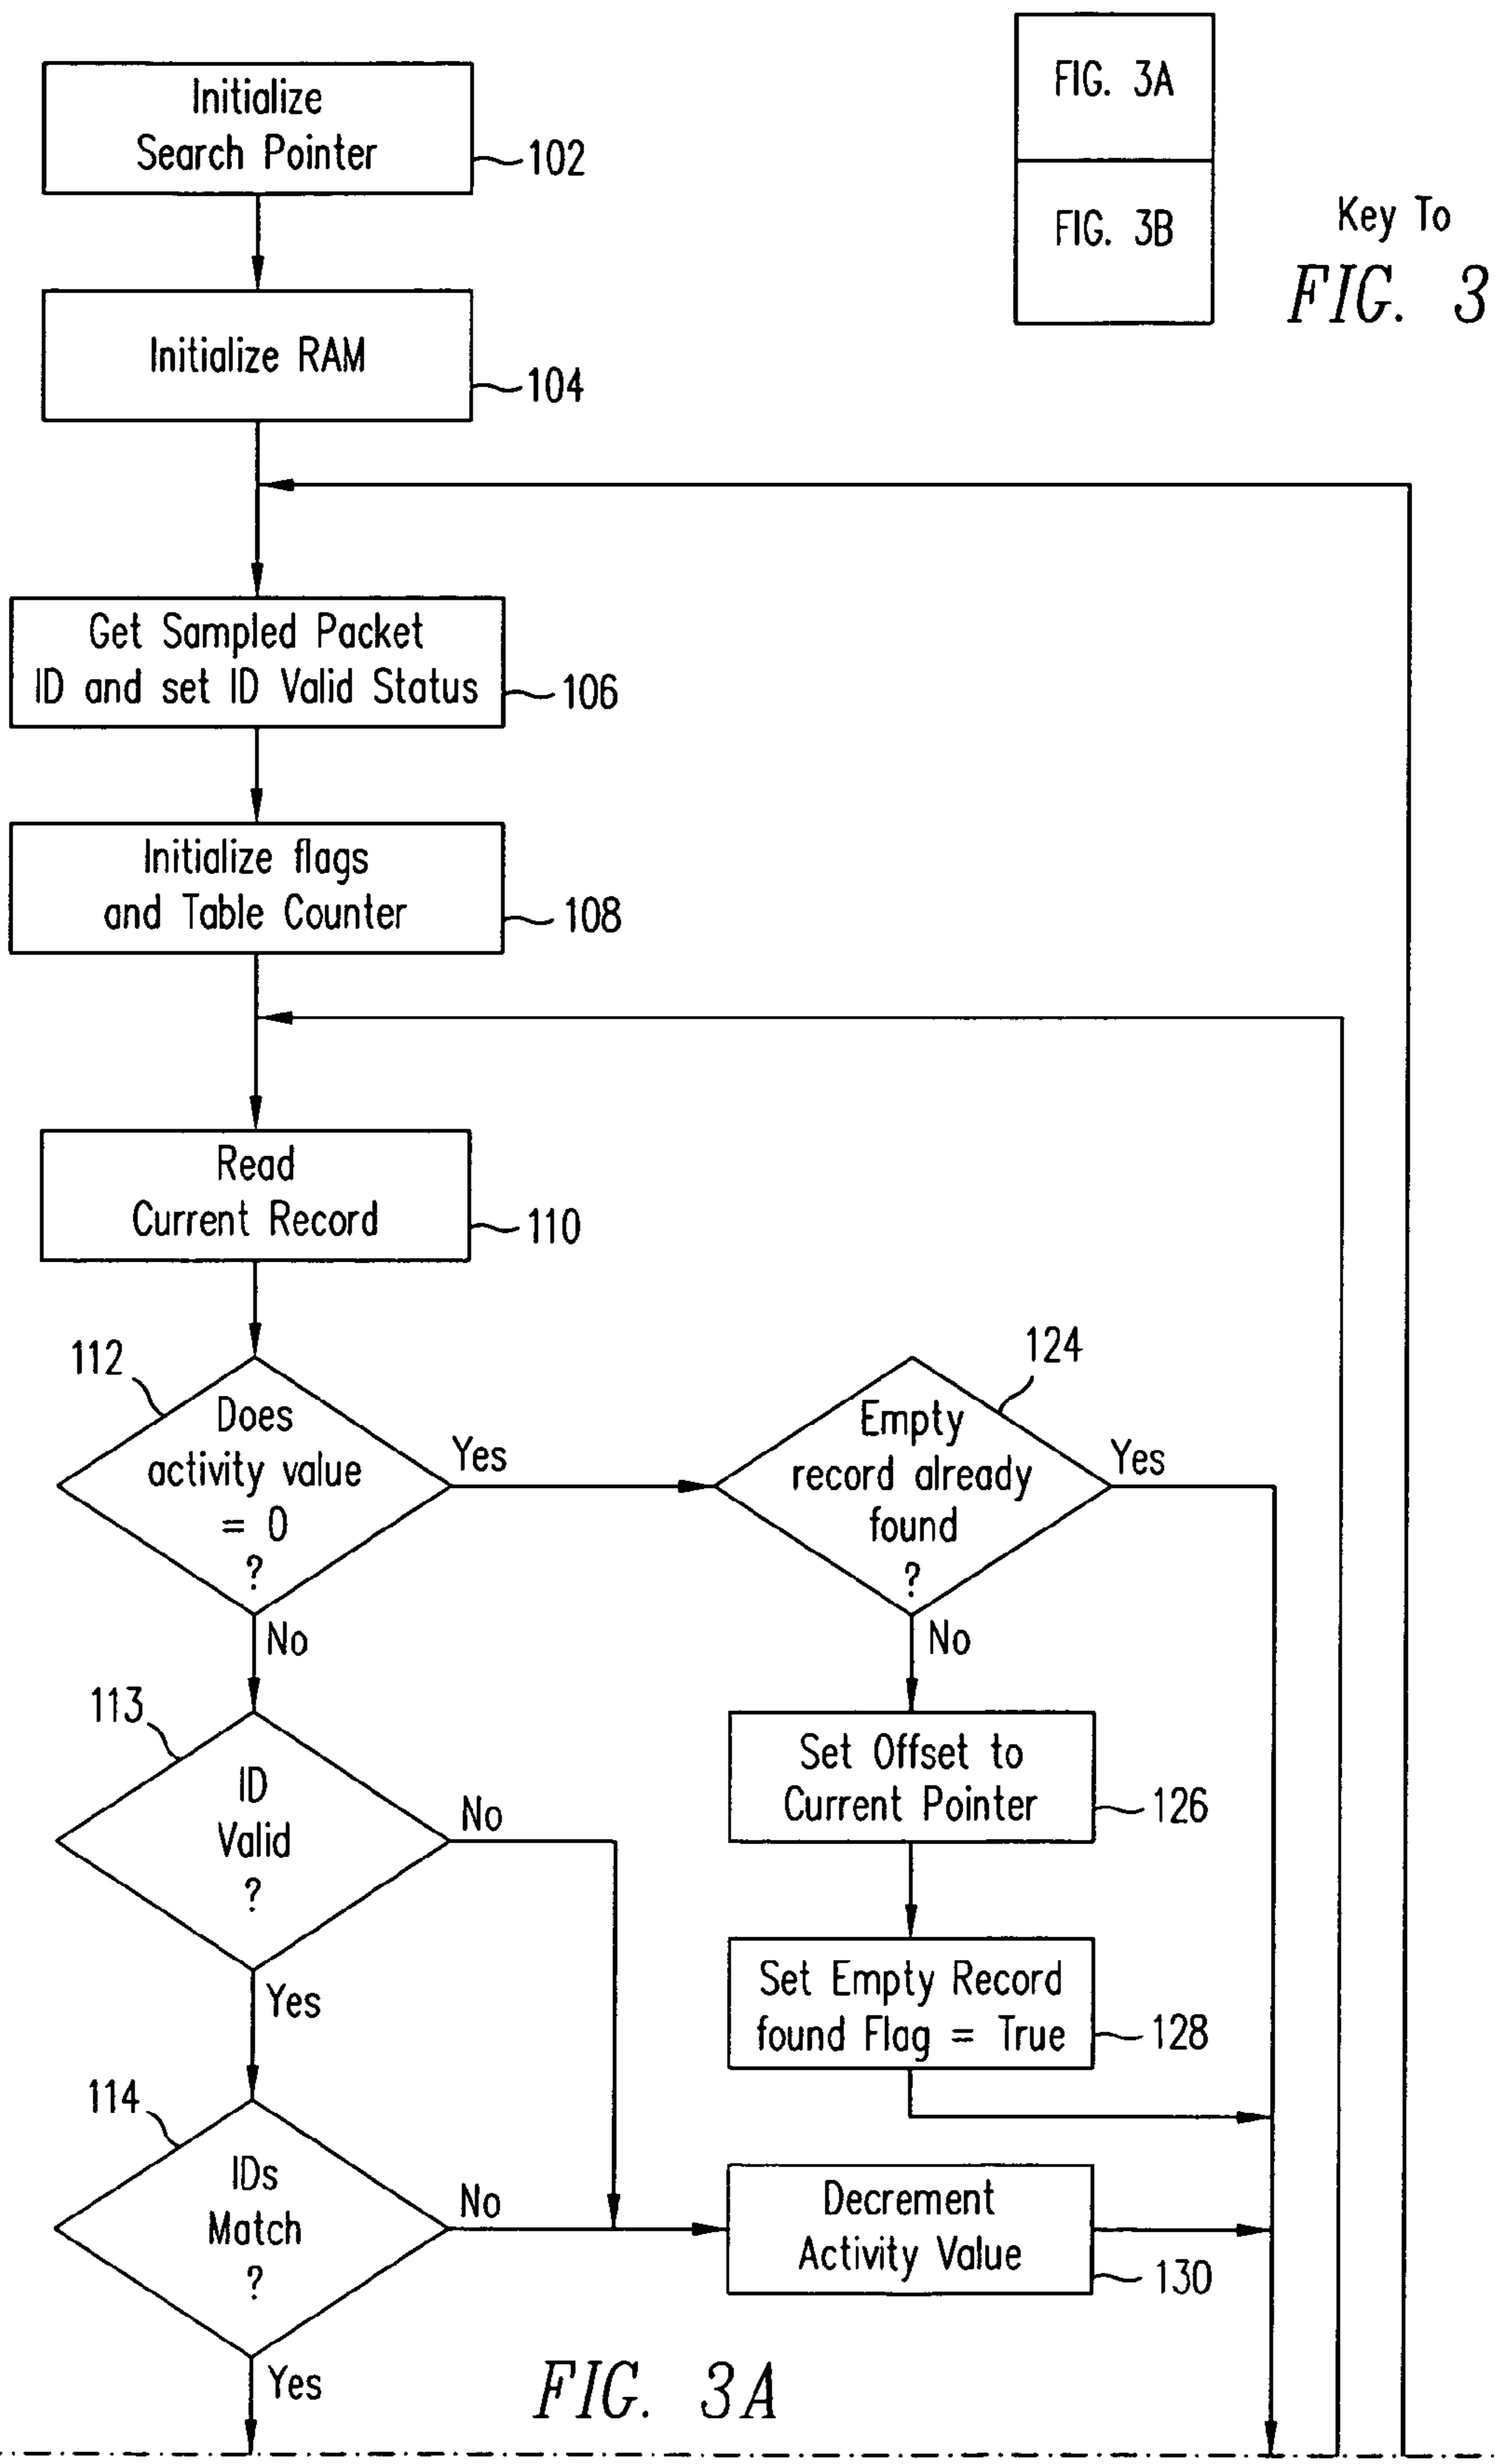 Initialize
Search Pointer
102
FIG. 3A
FIG. 3B
Key To
FIG. 3
Initialize RAM
104
Get Sampled Packet
ID and set ID Valid Status
106
Initialize flags
and Table Counter
108
Read
Current Record
110
112
Does
activity value
= 0
?
Yes
No
124
Empty
record already
found
?
Yes
No
113
ID
Valid
?
No
Yes
Set Offset to
Current Pointer
126
Set Empty Record
found Flag = True
128
114
IDs
Match
?
No
Yes
Decrement
Activity Value
130
FIG. 3A